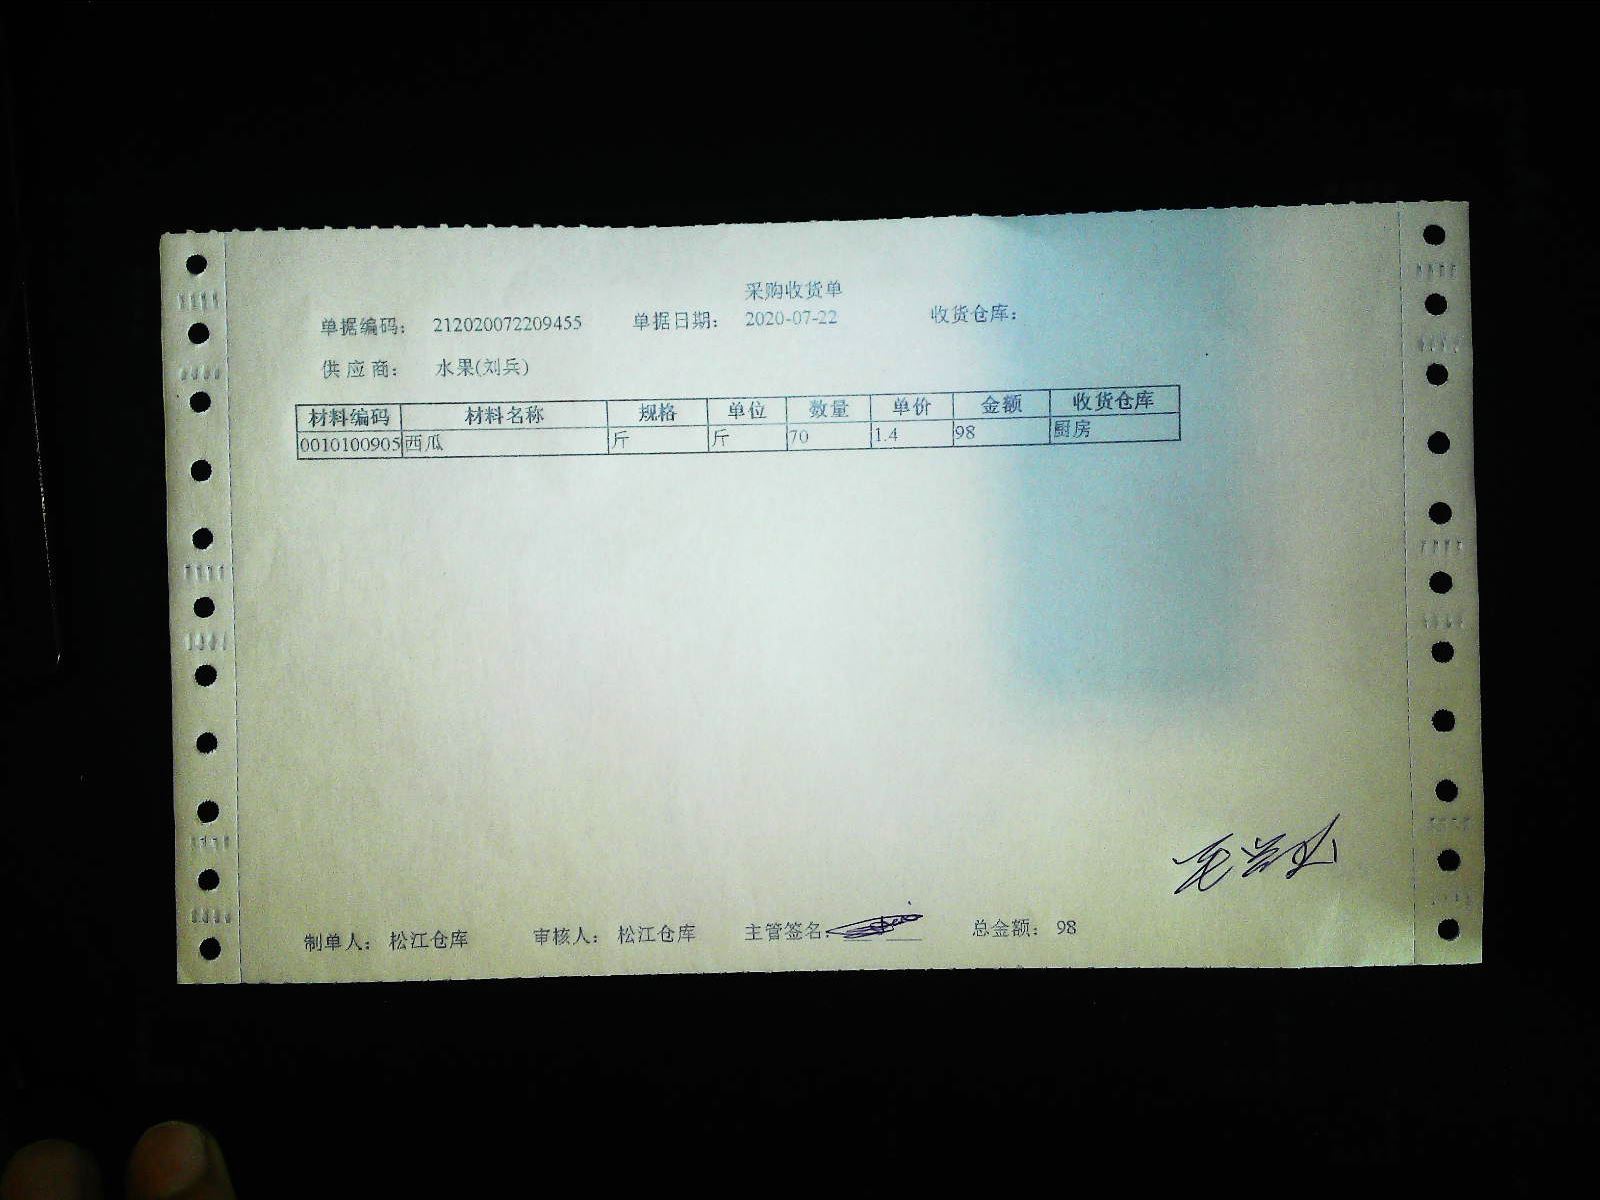 采购收货单
单据编码： 212020072209455 单据日期： 2020-07-22 收货仓库：
供应商： 水果(刘兵)
材料编码 材料名称 规格 单位 数量 单价 金额 收货仓库
0010100905 西瓜 斤 斤 70 1.4 98 厨房
制单人： 松江仓库 审核人： 松江仓库 主管签名： 总金额： 98